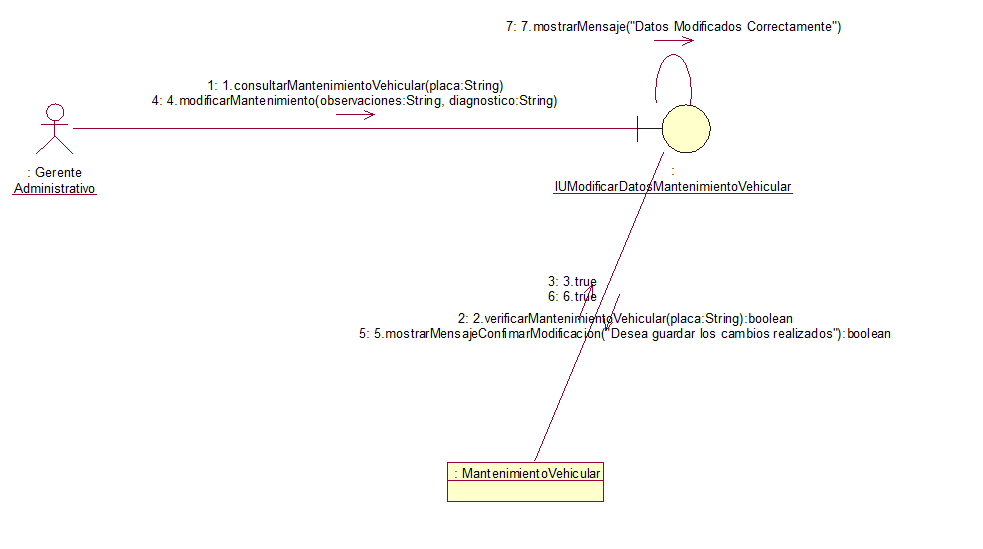 7: 7.mostrarMensaje("Datos Modificados Correctamente")
1: 1.consultarMantenimientoVehicular(placa:String)
4: 4.modificarMantenimiento(observaciones:String, diagnostico:String)
: Gerente
Administrativo
:
IUModificarDatosMantenimientoVehicular
3: 3.true
6: 6.true
2: 2.verificarMantenimientoVehicular(placa:String):boolean
5: 5.mostrarMensajeConfimarModificacion("Desea guardar los cambios realizados"):boolean
: MantenimientoVehicular